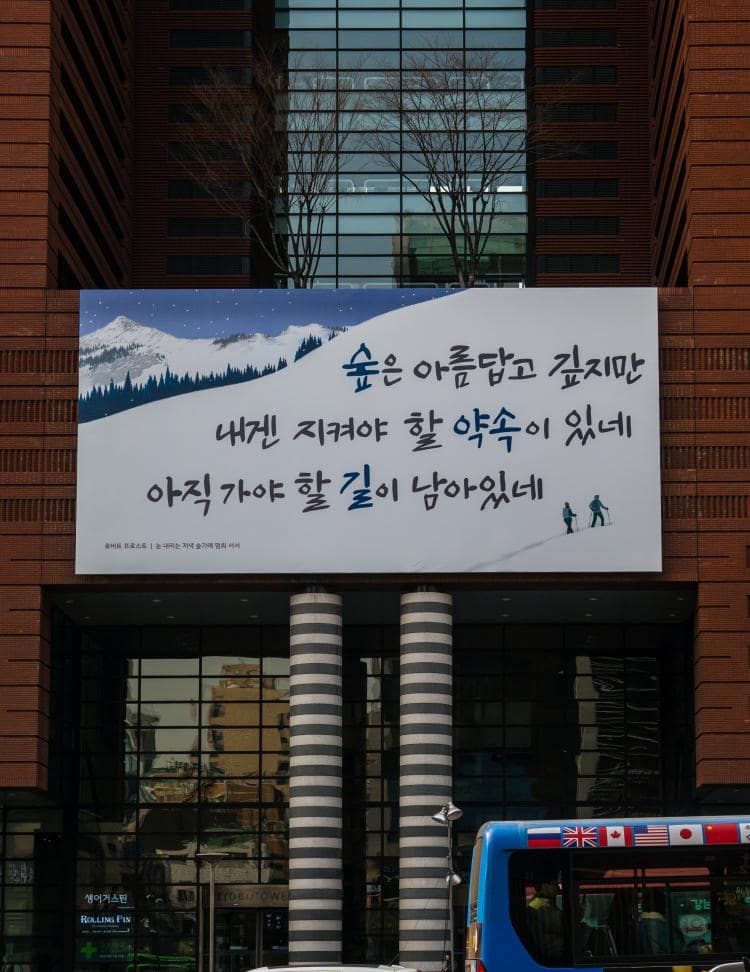 숲은 아름답고 깊지만
내겐 지켜야 할 약속이 있네
아직 가야 할 길이 남아있네
로버트 프로스트 | 눈 내리는 저녁 숲가에 멈춰 서서
생어거스틴
ROLLING PIN